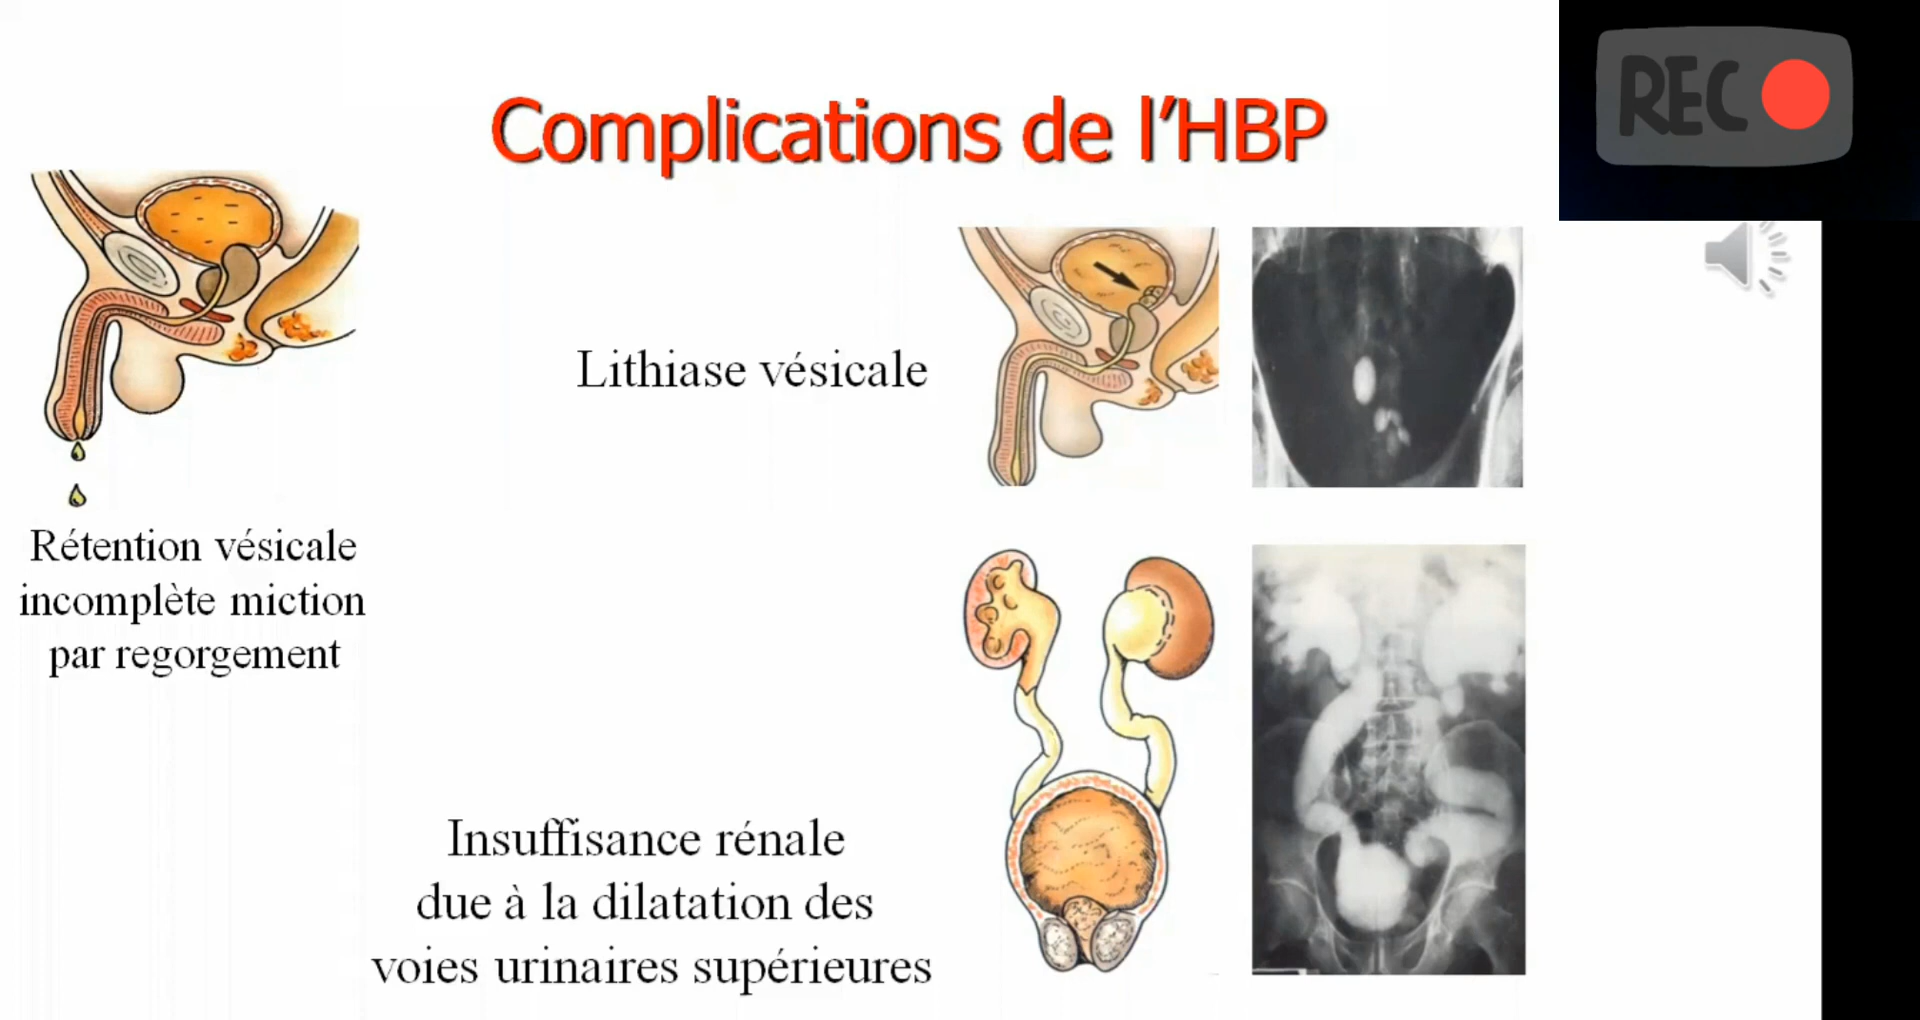 Complications de l'HBP
REC
Lithiase vésicale
Rétention vésicale
incomplète miction
par regorgement
Insuffisance rénale
due à la dilatation des
voies urinaires supérieures